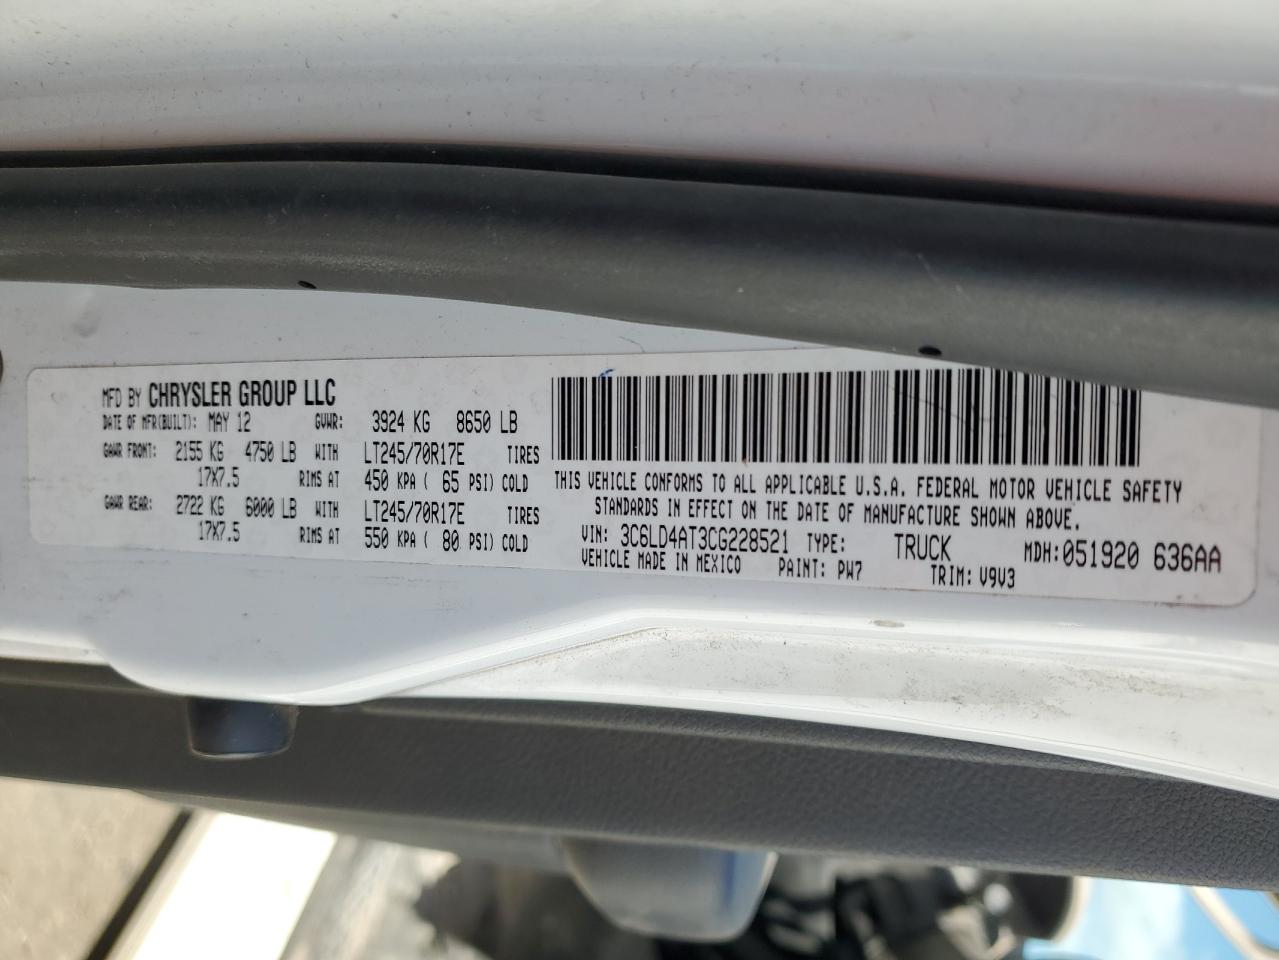 MFD BY CHRYSLER GROUP LLC
DATE OF MFR(BUILT): MAY 12 GVWR: 3924 KG 8650 LB
GAWR FRONT: 2155 KG 4750 LB WITH LT245/70R17E TIRES
17X7.5 RIMS AT 450 KPA ( 65 PSI) COLD
GAWR REAR: 2722 KG 6000 LB WITH LT245/70R17E TIRES
17X7.5 RIMS AT 550 KPA ( 80 PSI) COLD
THIS VEHICLE CONFORMS TO ALL APPLICABLE U.S.A. FEDERAL MOTOR VEHICLE SAFETY
STANDARDS IN EFFECT ON THE DATE OF MANUFACTURE SHOWN ABOVE.
VIN: 3C6LD4AT3CG228521 TYPE: TRUCK MDH:051920 636AA
VEHICLE MADE IN MEXICO PAINT: PW7 TRIM: V9V3